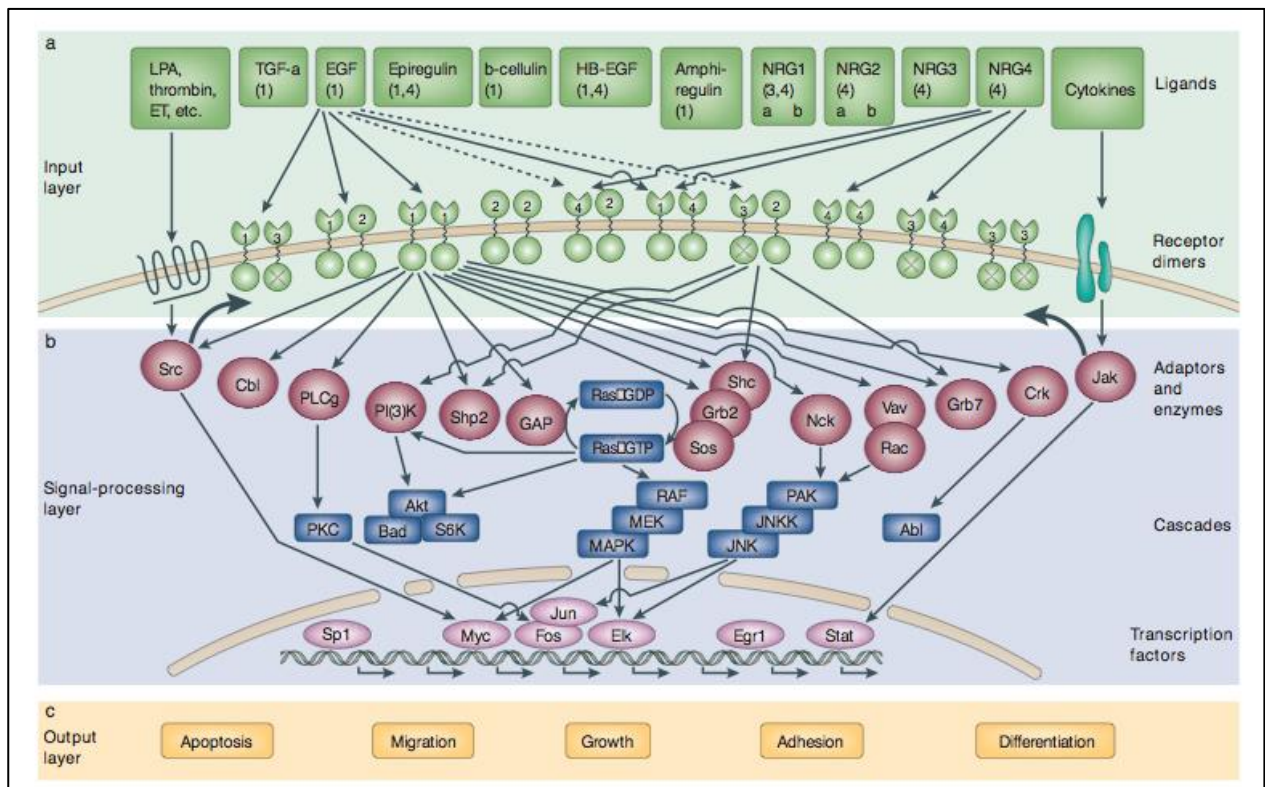 a
LPA,
thrombin,
ET, etc.
TGF-a
(1)
EGF
(1)
Epiregulin
(1,4)
b-cellulin
(1)
HB-EGF
(1,4)
Amphi-
regulin
(1)
NRG1
(3,4)
a b
NRG2
(4)
a b
NRG3
(4)
NRG4
(4)
Cytokines
Ligands
Input
layer
1 3
1 2
1 1
2 2
4 2
1 4
3 2
4 4
3 4
3 3
Receptor
dimers
b
Src
Cbl
PLCg
PI(3)K
Shp2
GAP
Ras□GDP
Ras□GTP
Shc
Grb2
Sos
Nck
Vav
Rac
Grb7
Crk
Jak
Adaptors
and
enzymes
Signal-processing
layer
PKC
Akt
Bad
S6K
RAF
MEK
MAPK
PAK
JNKK
JNK
Abl
Cascades
Sp1
Myc
Jun
Fos
Elk
Egr1
Stat
Transcription
factors
c
Output
layer
Apoptosis
Migration
Growth
Adhesion
Differentiation